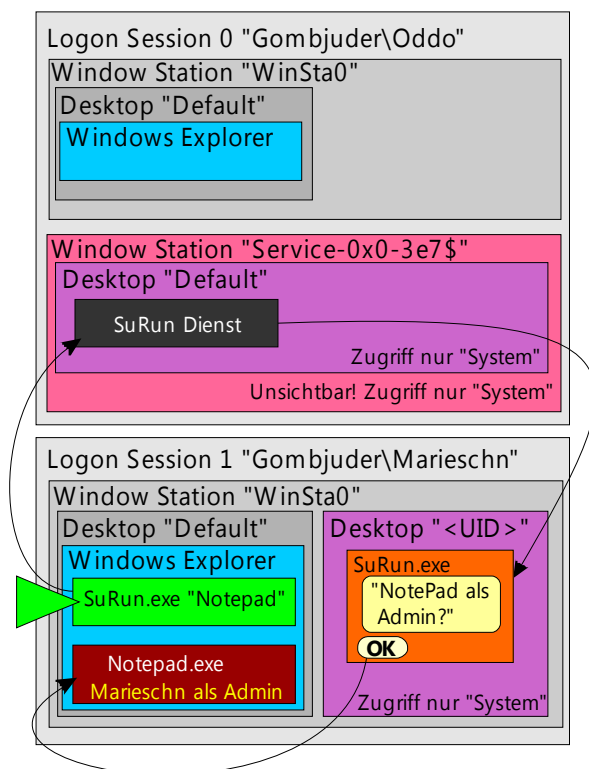 Logon Session 0 "Gombjuder\Oddo"
Window Station "WinSta0"
Desktop "Default"
Windows Explorer
Window Station "Service-0x0-3e7$"
Desktop "Default"
SuRun Dienst
Zugriff nur "System"
Unsichtbar! Zugriff nur "System"
Logon Session 1 "Gombjuder\Marieschn"
Window Station "WinSta0"
Desktop "Default"
Windows Explorer
SuRun.exe "Notepad"
Notepad.exe
Marieschn als Admin
Desktop "<UID>"
SuRun.exe
"NotePad als
Admin?"
OK
Zugriff nur "System"